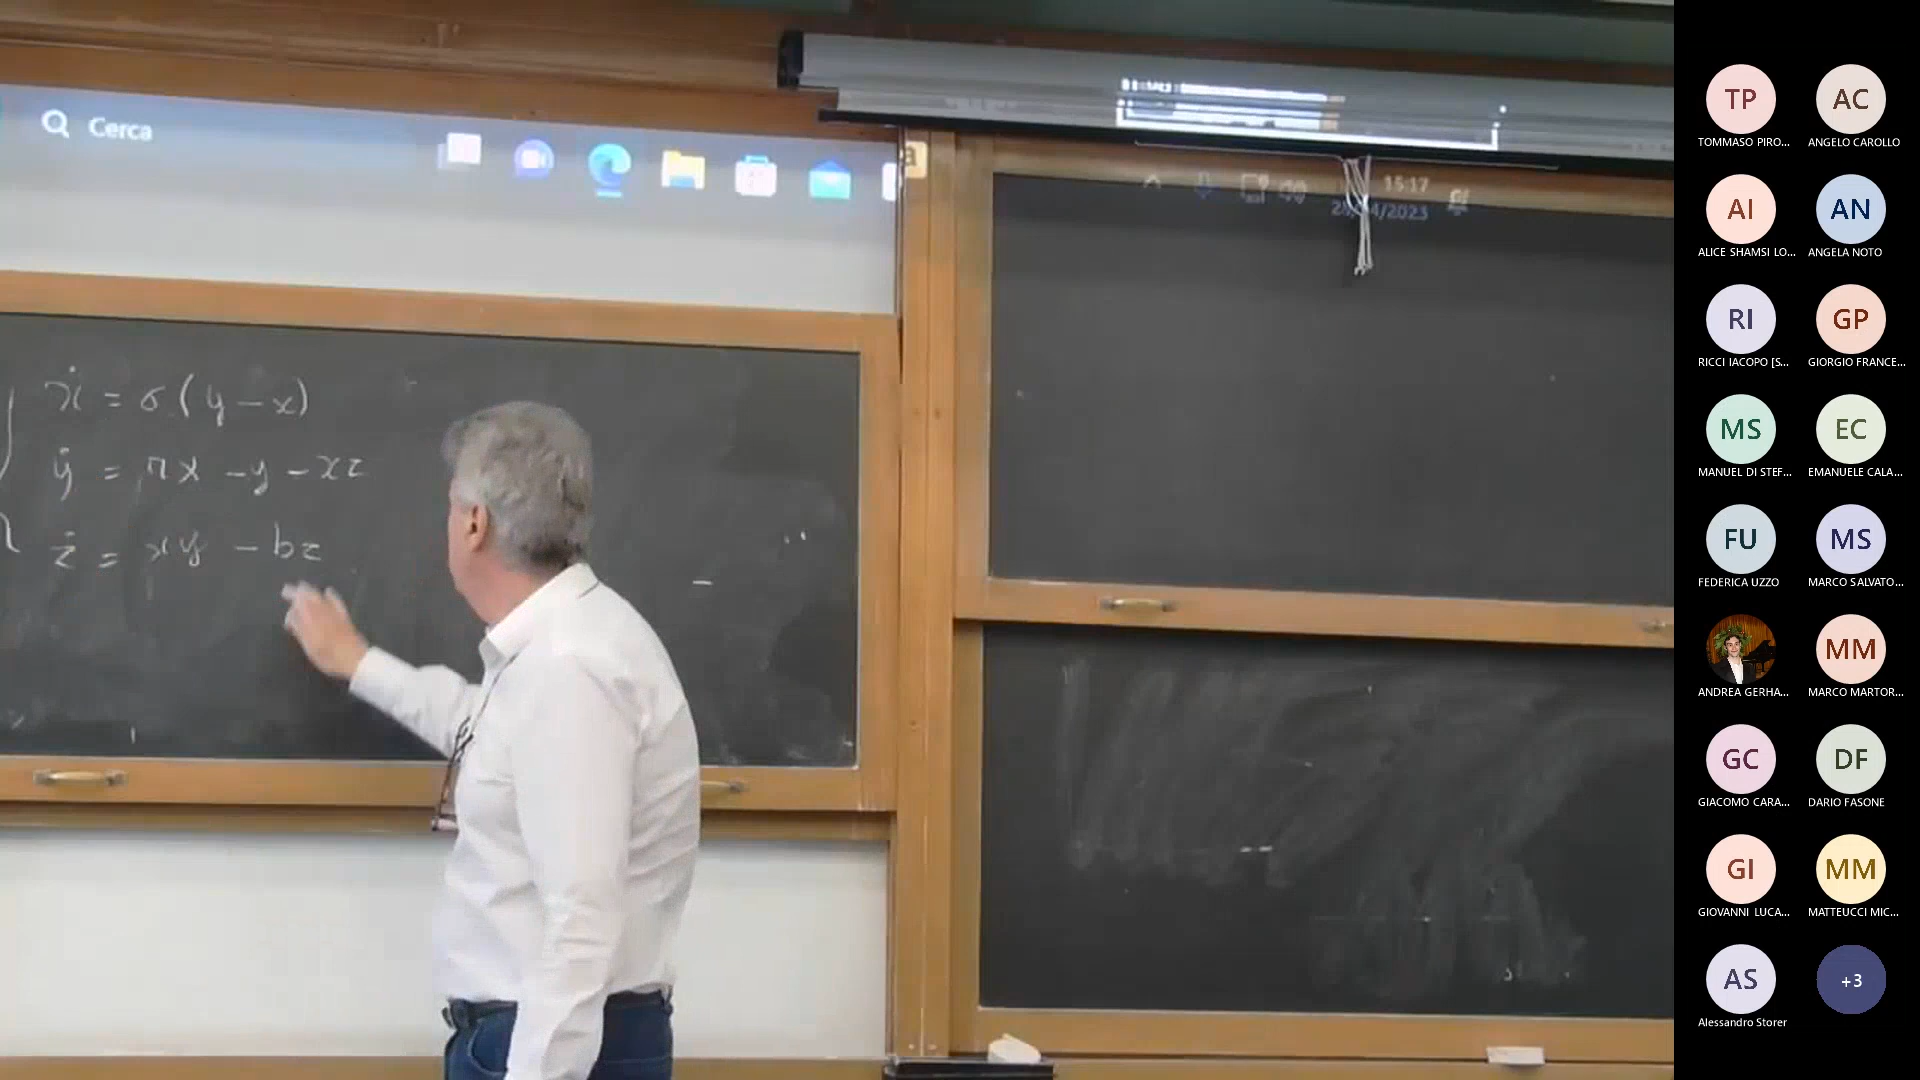 Cerca
15:17
ẋ = σ(y − x)
ẏ = rx − y − xz
ż = xy − bz
TP
TOMMASO PIRO...
AC
ANGELO CAROLLO
AI
ALICE SHAMSI LO...
AN
ANGELA NOTO
RI
RICCI IACOPO [S...
GP
GIORGIO FRANCE...
MS
MANUEL DI STEF...
EC
EMANUELE CALA...
FU
FEDERICA UZZO
MS
MARCO SALVATO...
ANDREA GERHA...
MM
MARCO MARTOR...
GC
GIACOMO CARA...
DF
DARIO FASONE
GI
GIOVANNI LUCA...
MM
MATTEUCCI MIC...
AS
Alessandro Storer
+3